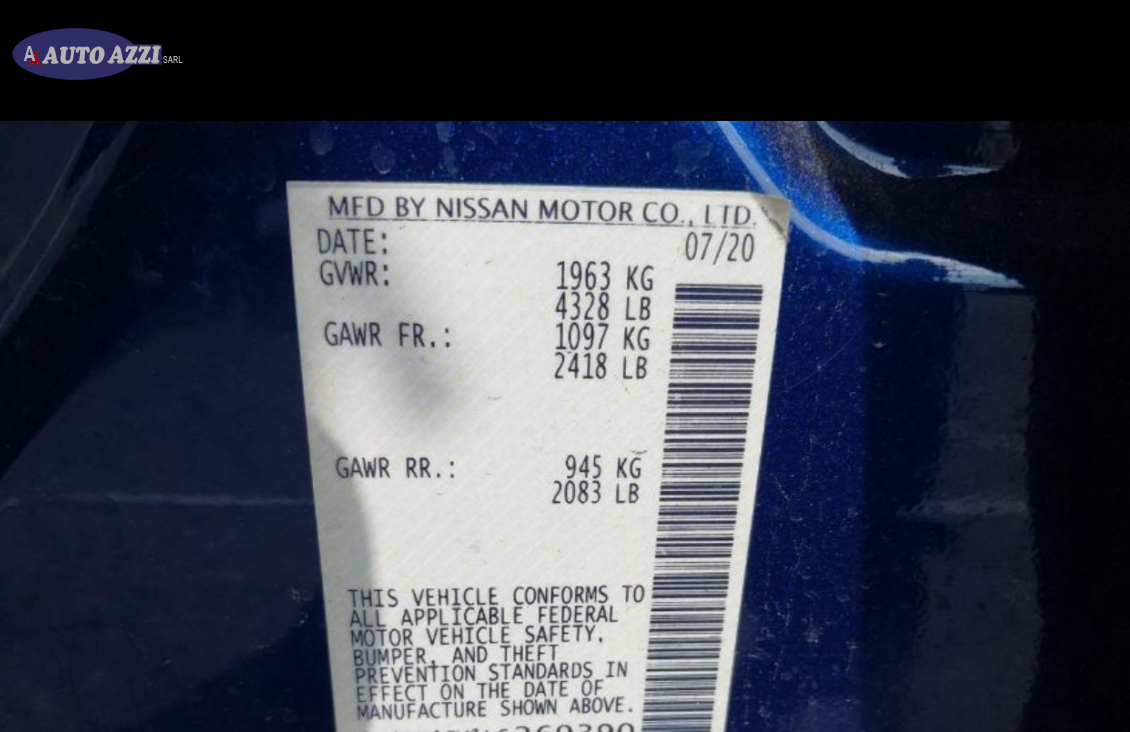 AA AUTO AZZI SARL
MFD BY NISSAN MOTOR CO., LTD.
DATE: 07/20
GVWR: 1963 KG
4328 LB
GAWR FR.: 1097 KG
2418 LB
GAWR RR.: 945 KG
2083 LB
THIS VEHICLE CONFORMS TO
ALL APPLICABLE FEDERAL
MOTOR VEHICLE SAFETY,
BUMPER, AND THEFT
PREVENTION STANDARDS IN
EFFECT ON THE DATE OF
MANUFACTURE SHOWN ABOVE.